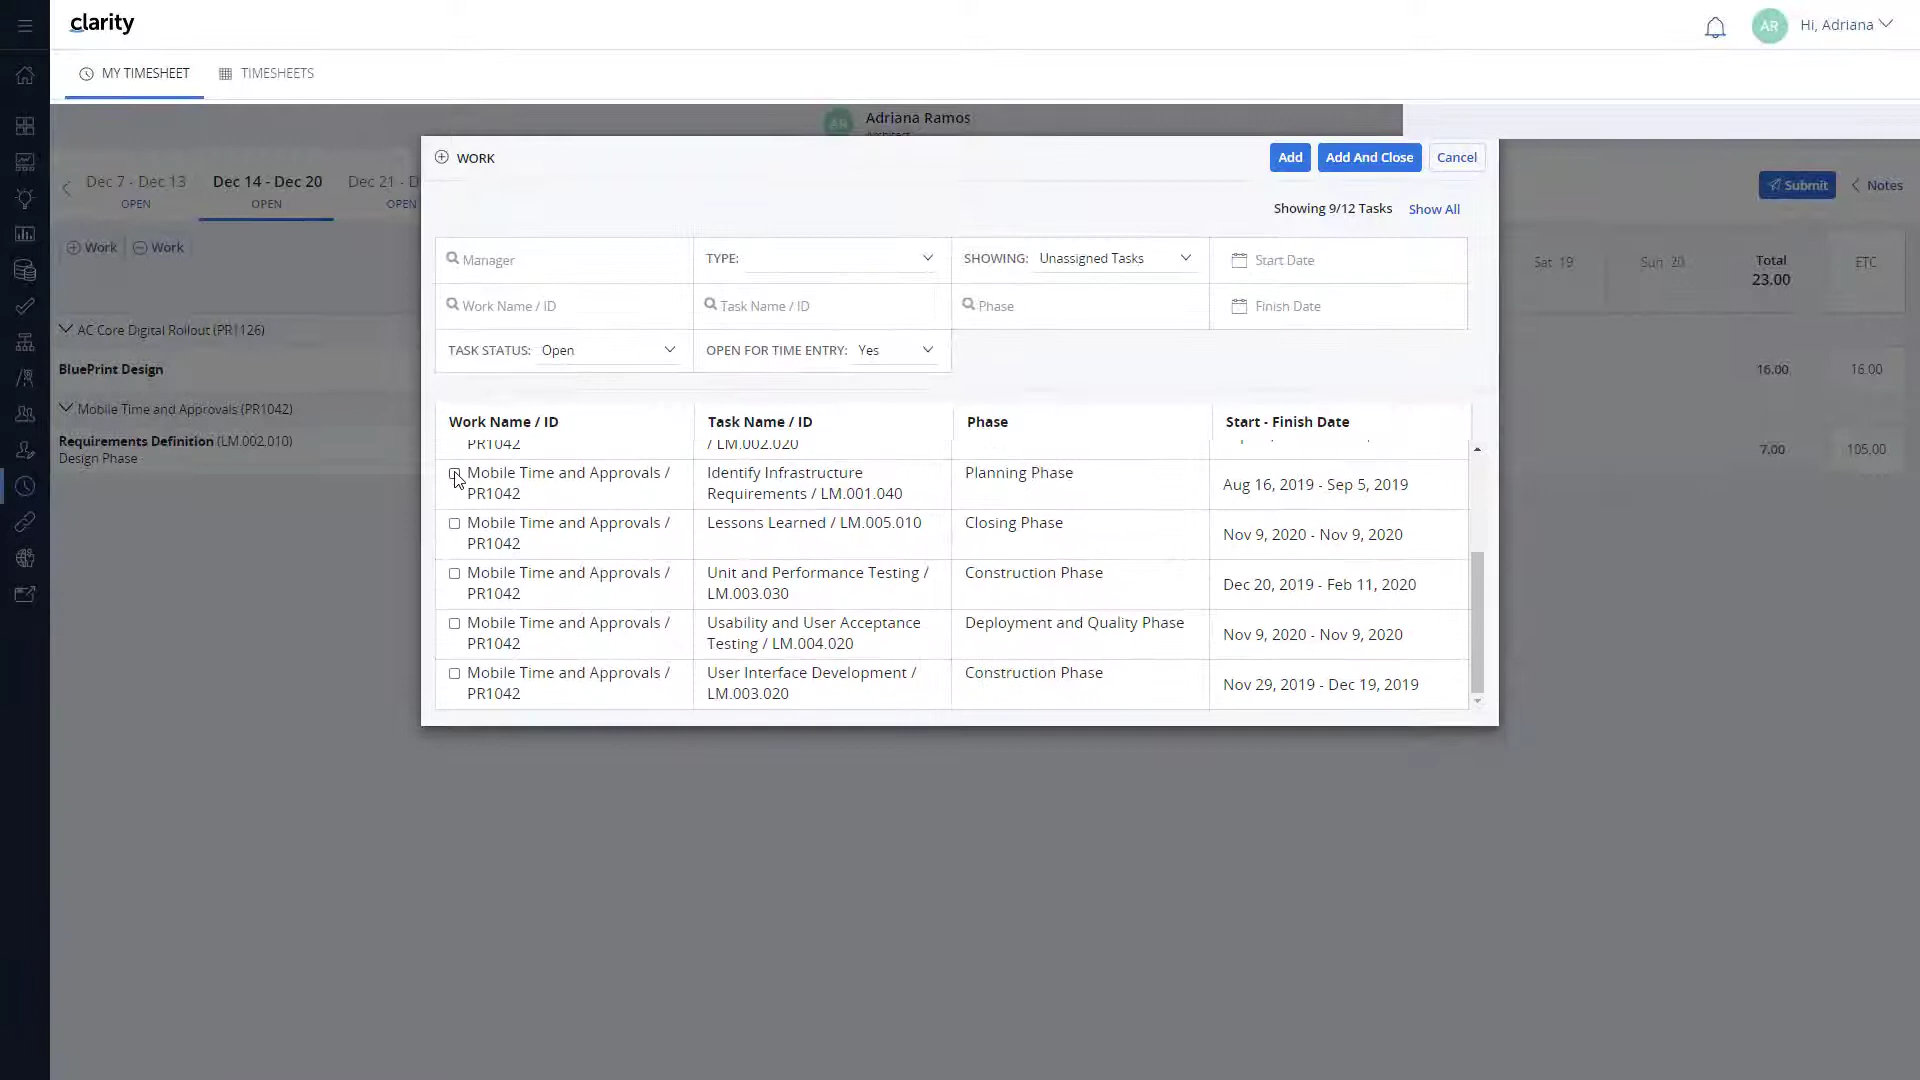 clarity
AR
Hi, Adriana
MY TIMESHEET
TIMESHEETS
AR
Adriana Ramos
Architect
WORK
Add
Add And Close
Cancel
Dec 7 - Dec 13
OPEN
Dec 14 - Dec 20
OPEN
Dec 21 - D
OPEN
Submit
Notes
Showing 9/12 Tasks
Show All
Work
Work
Manager
TYPE:
SHOWING: Unassigned Tasks
Start Date
Work Name / ID
Task Name / ID
Phase
Finish Date
TASK STATUS: Open
OPEN FOR TIME ENTRY: Yes
Sat 19
Sun 20
Total
23.00
ETC
AC Core Digital Rollout (PR1126)
BluePrint Design
16.00
16.00
Mobile Time and Approvals (PR1042)
Requirements Definition (LM.002.010)
Design Phase
7.00
105.00
Work Name / ID
Task Name / ID
Phase
Start - Finish Date
PR1042
/ LM.002.020
Mobile Time and Approvals /
PR1042
Identify Infrastructure
Requirements / LM.001.040
Planning Phase
Aug 16, 2019 - Sep 5, 2019
Mobile Time and Approvals /
PR1042
Lessons Learned / LM.005.010
Closing Phase
Nov 9, 2020 - Nov 9, 2020
Mobile Time and Approvals /
PR1042
Unit and Performance Testing /
LM.003.030
Construction Phase
Dec 20, 2019 - Feb 11, 2020
Mobile Time and Approvals /
PR1042
Usability and User Acceptance
Testing / LM.004.020
Deployment and Quality Phase
Nov 9, 2020 - Nov 9, 2020
Mobile Time and Approvals /
PR1042
User Interface Development /
LM.003.020
Construction Phase
Nov 29, 2019 - Dec 19, 2019